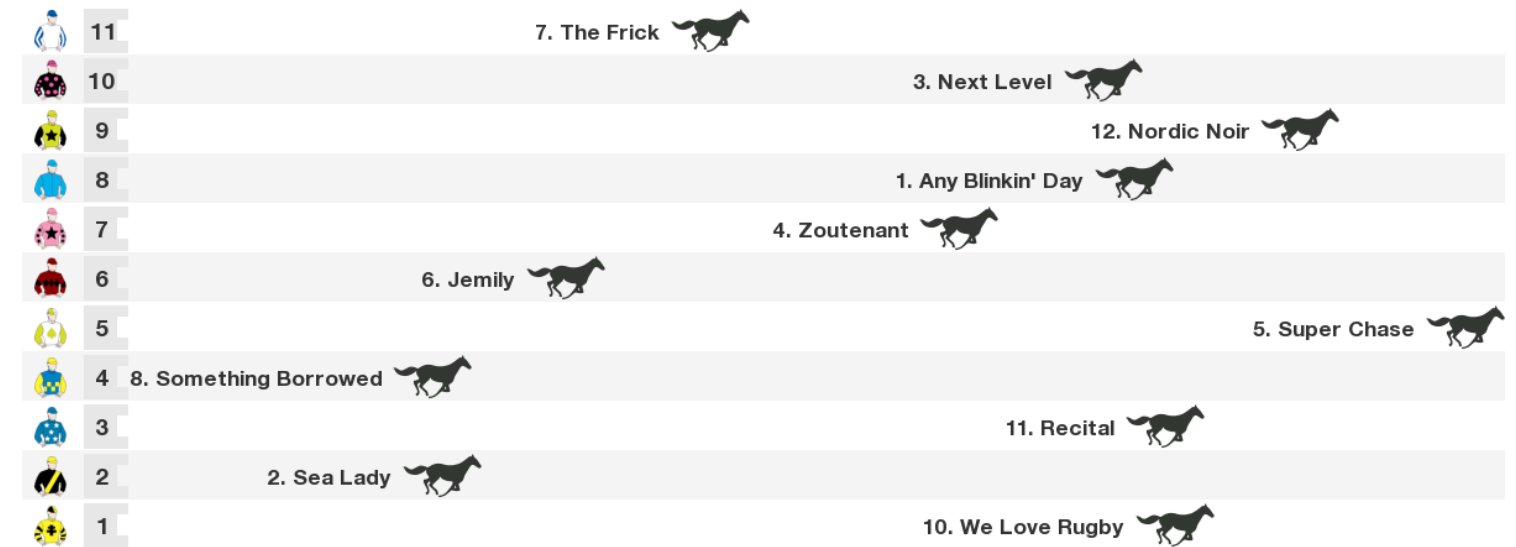 11 7. The Frick
10 3. Next Level
9 12. Nordic Noir
8 1. Any Blinkin' Day
7 4. Zoutenant
6 6. Jemily
5 5. Super Chase
4 8. Something Borrowed
3 11. Recital
2 2. Sea Lady
1 10. We Love Rugby